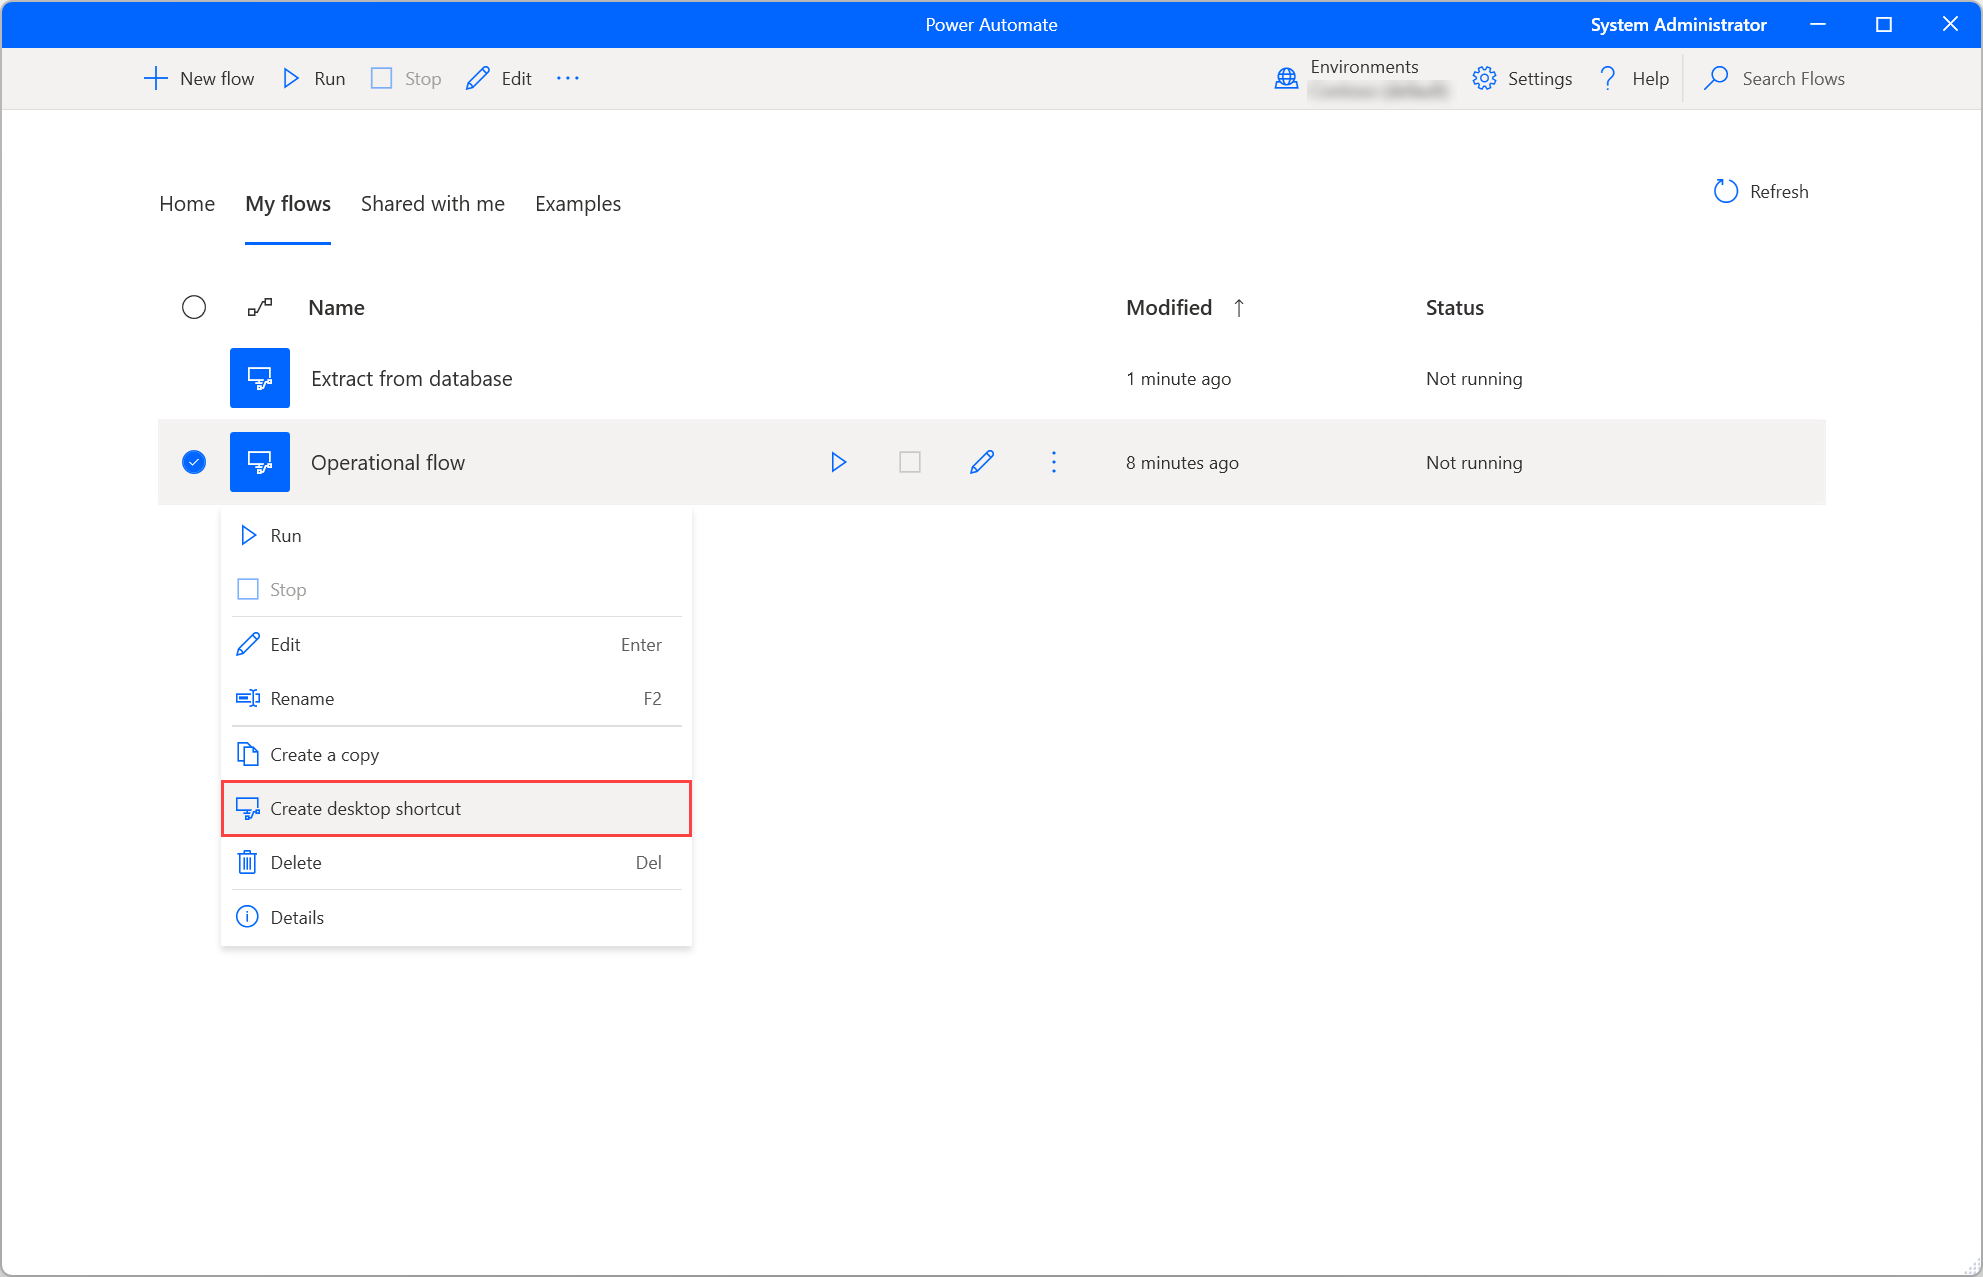 Power Automate
System Administrator
New flow
Run
Stop
Edit
Environments
Settings
Help
Search Flows
Home
My flows
Shared with me
Examples
Refresh
Name
Modified
Status
Extract from database
1 minute ago
Not running
Operational flow
8 minutes ago
Not running
Run
Stop
Edit Enter
Rename F2
Create a copy
Create desktop shortcut
Delete Del
Details